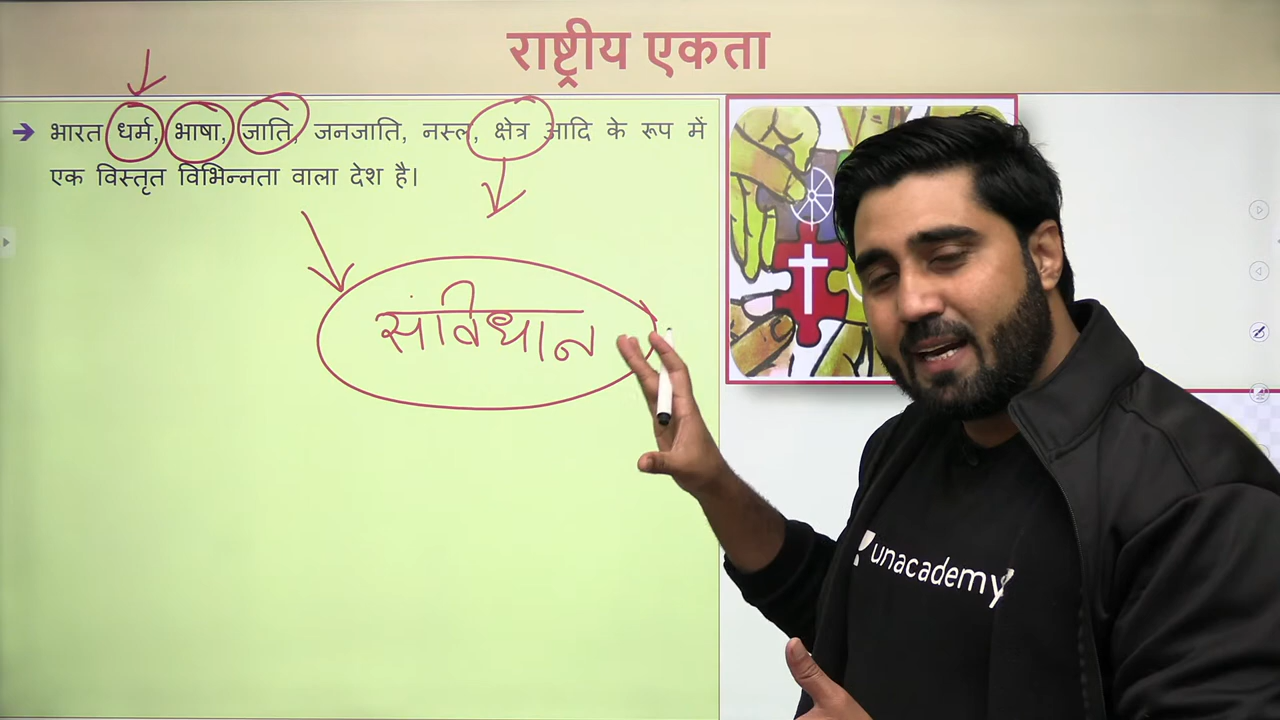 राष्ट्रीय एकता
➔ भारत धर्म, भाषा, जाति, जनजाति, नस्ल, क्षेत्र आदि के रूप में
एक विस्तृत विभिन्नता वाला देश है।
संविधान
unacademy